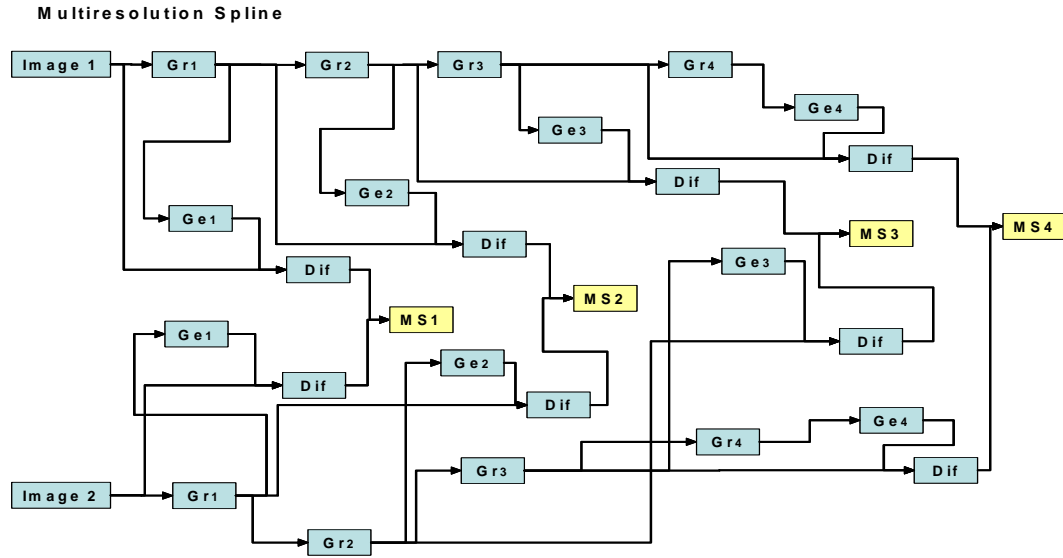 Multiresolution Spline
Image 1
Gr1
Gr2
Gr3
Gr4
Ge4
Ge3
Dif
Dif
Ge2
Ge1
MS4
MS3
Dif
Ge3
Dif
MS2
MS1
Ge1
Dif
Ge2
Dif
Dif
Ge4
Gr4
Gr3
Dif
Image 2
Gr1
Gr2